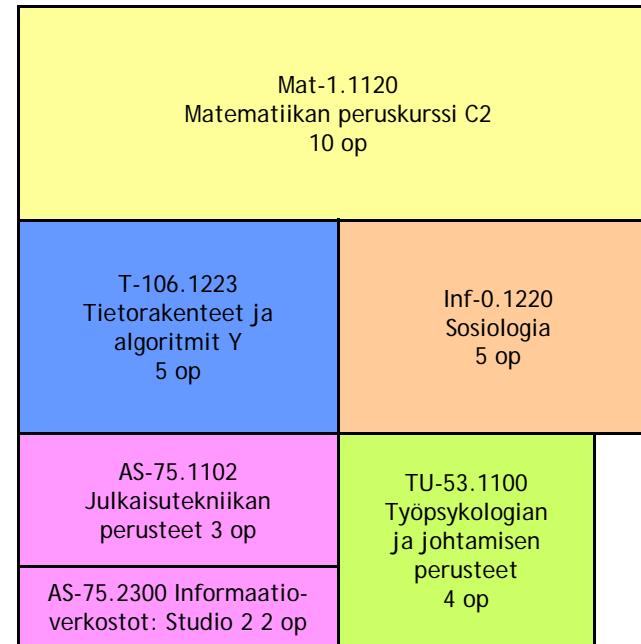 Mat-1.1120
Matematiikan peruskurssi C2
10 op
T-106.1223
Tietorakenteet ja
algoritmit Y
5 op
Inf-0.1220
Sosiologia
5 op
AS-75.1102
Julkaisutekniikan
perusteet 3 op
TU-53.1100
Työpsykologian
ja johtamisen
perusteet
4 op
AS-75.2300 Informaatio-
verkostot: Studio 2 2 op